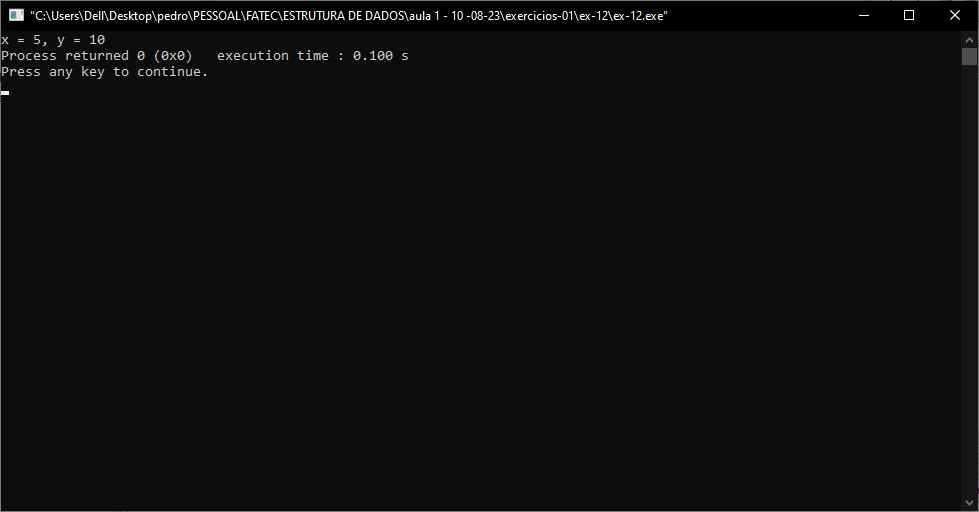 "C:\Users\Dell\Desktop\pedro\PESSOAL\FATEC\ESTRUTURA DE DADOS\aula 1 - 10 -08-23\exercicios-01\ex-12\ex-12.exe"
x = 5, y = 10
Process returned 0 (0x0)   execution time : 0.100 s
Press any key to continue.